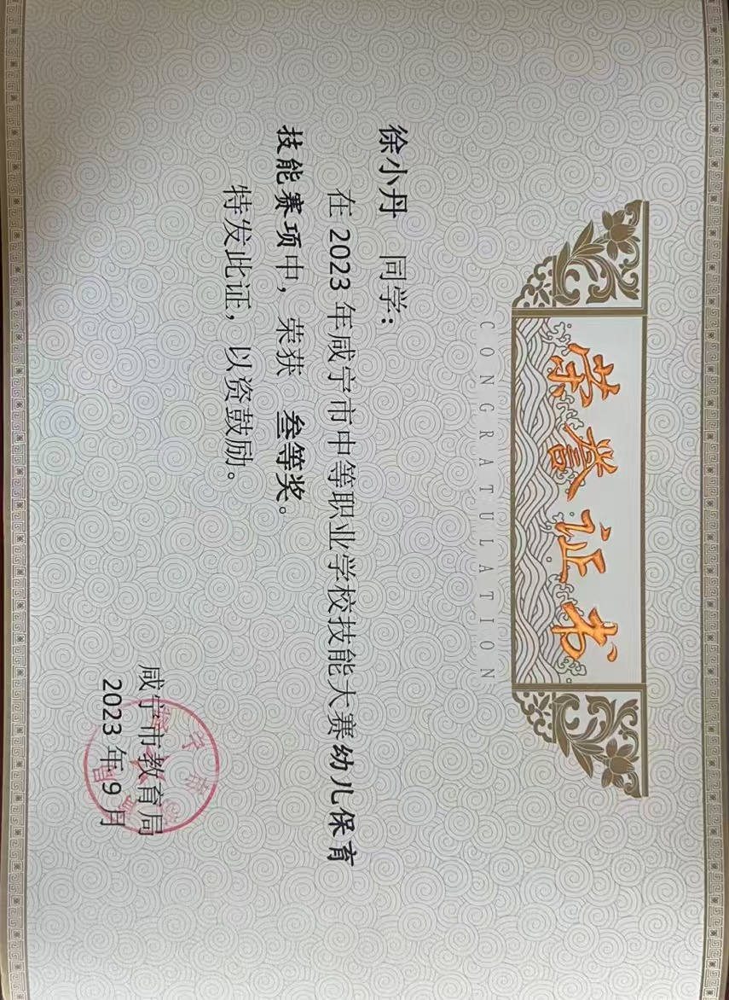 荣誉证书
CONGRATULATION
徐小丹 同学：
在 2023 年咸宁市中等职业学校技能大赛幼儿保育
技能赛项中，荣获 叁等奖。
特发此证，以资鼓励。
咸宁市教育局
2023 年 9 月